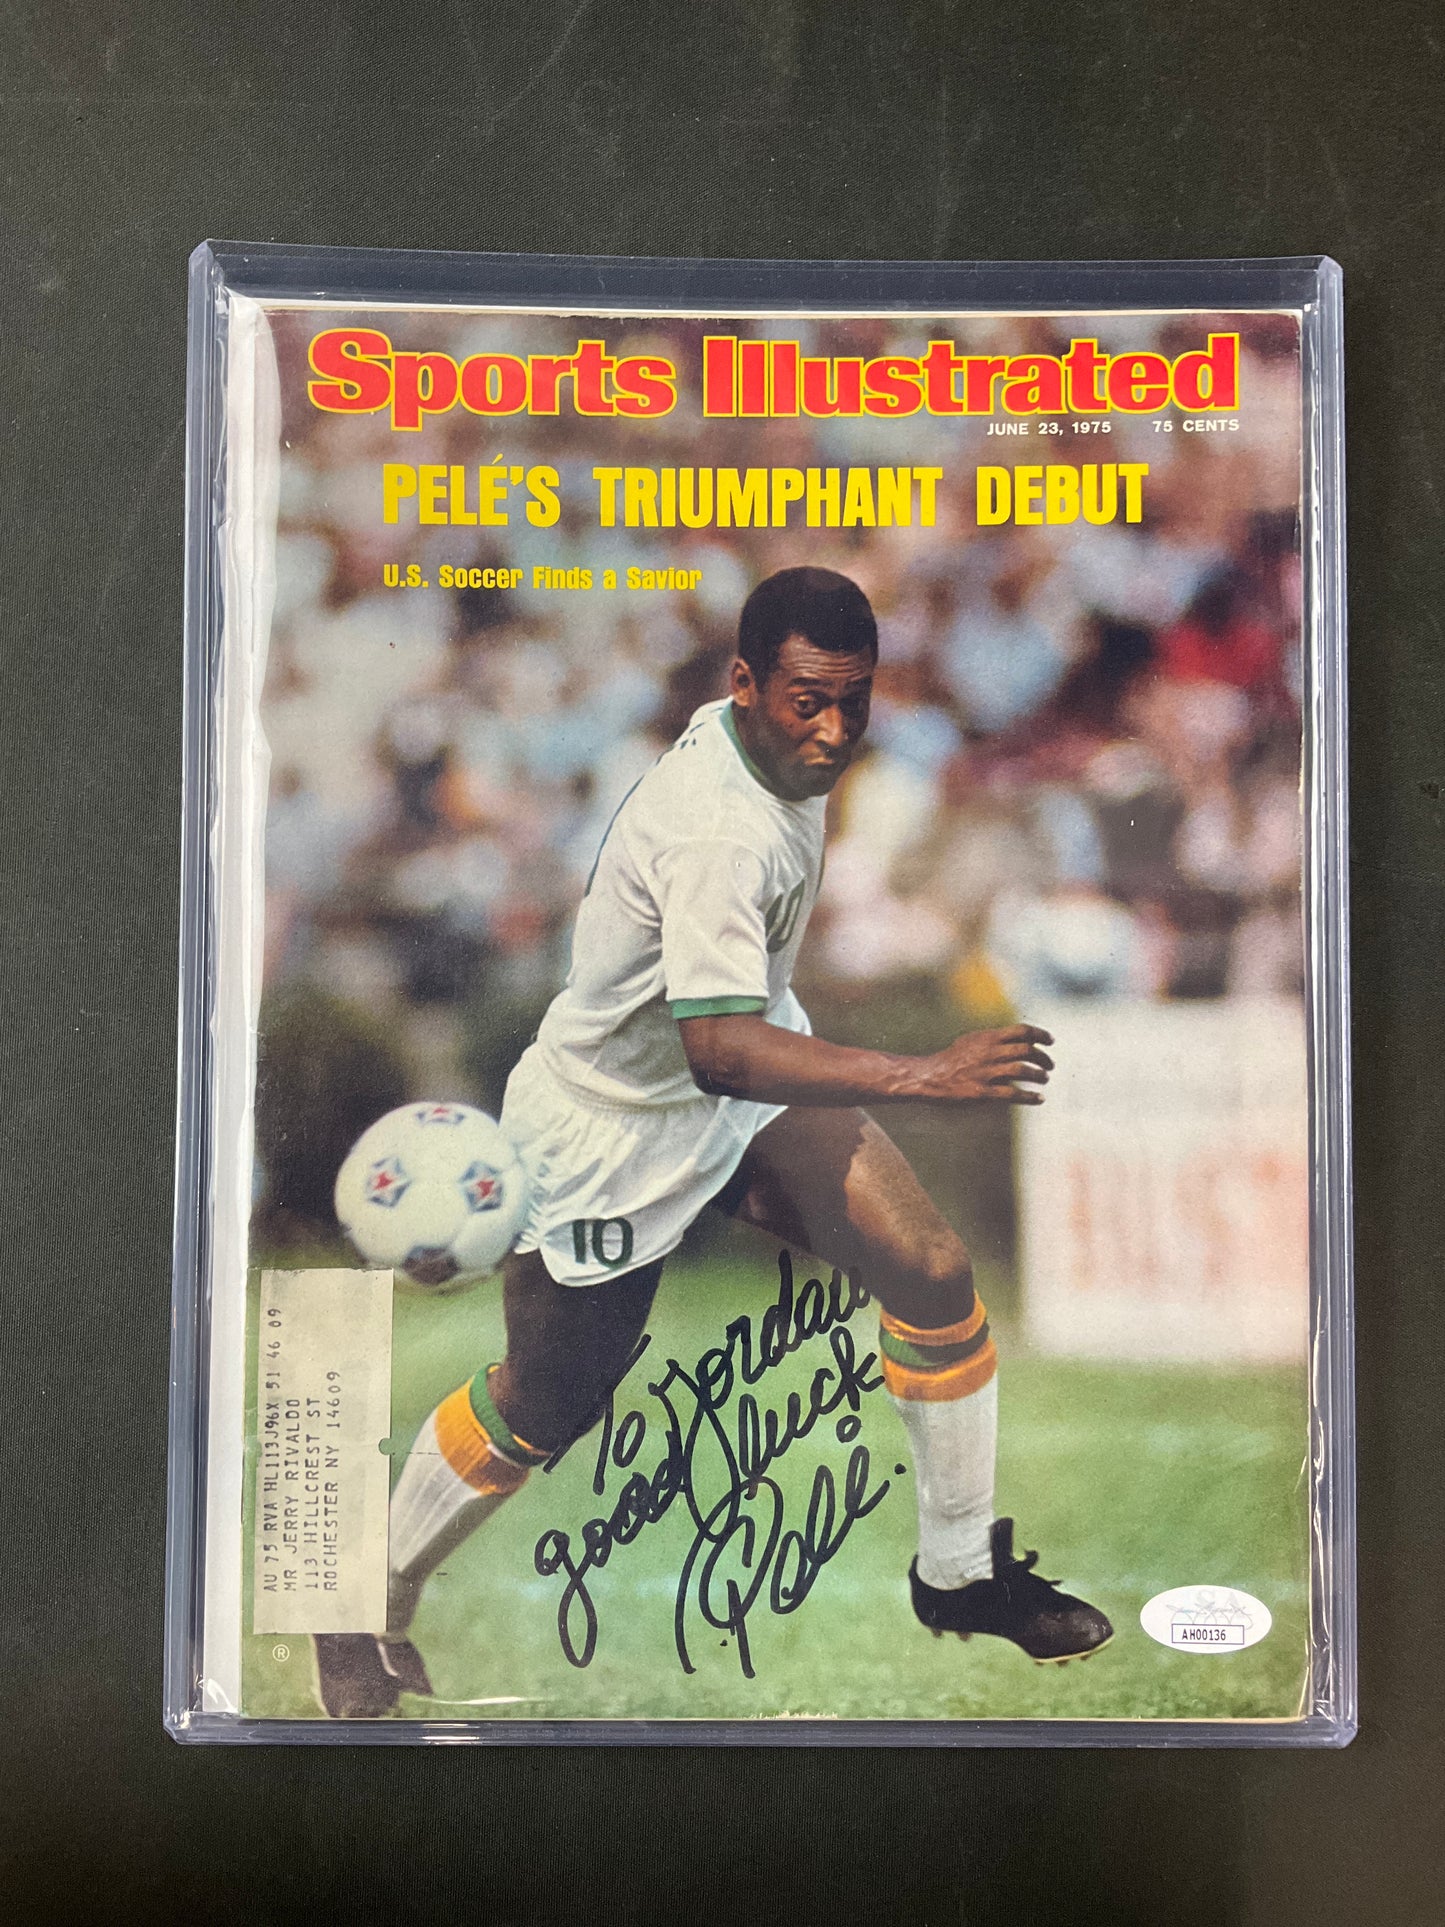 Sports Illustrated
JUNE 23, 1975 75 CENTS
PELÉ'S TRIUMPHANT DEBUT
U.S. Soccer Finds a Savior
10
10
To Jordan
good luck
Pelé.
AU 75 RVA HL113J96X 51 46 09
MR JERRY RIVALDO
113 HILLCREST ST
ROCHESTER NY 14609
®
AH00136